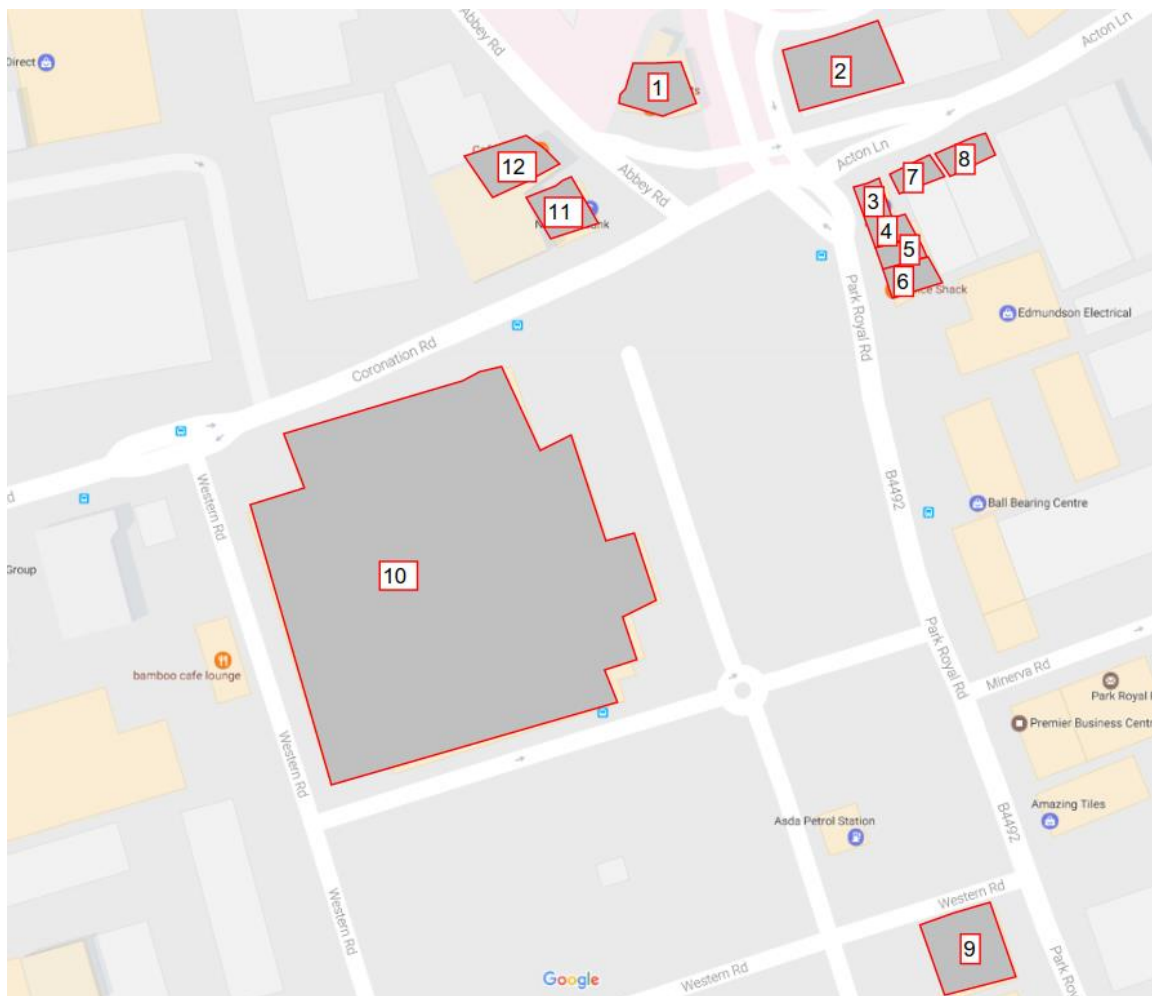 Abbey Rd
Acton Ln
Direct
1
2
Acton Ln
12
Abbey Rd
11
3
4
5
6
7
8
Edmundson Electrical
Park Royal Rd
Coronation Rd
Western Rd
B4492
Ball Bearing Centre
Group
10
bamboo cafe lounge
Park Royal Rd
Minerva Rd
Park Royal
Premier Business Cent
Western Rd
Amazing Tiles
Asda Petrol Station
B4492
Western Rd
Western Rd
9
Western Rd
Google